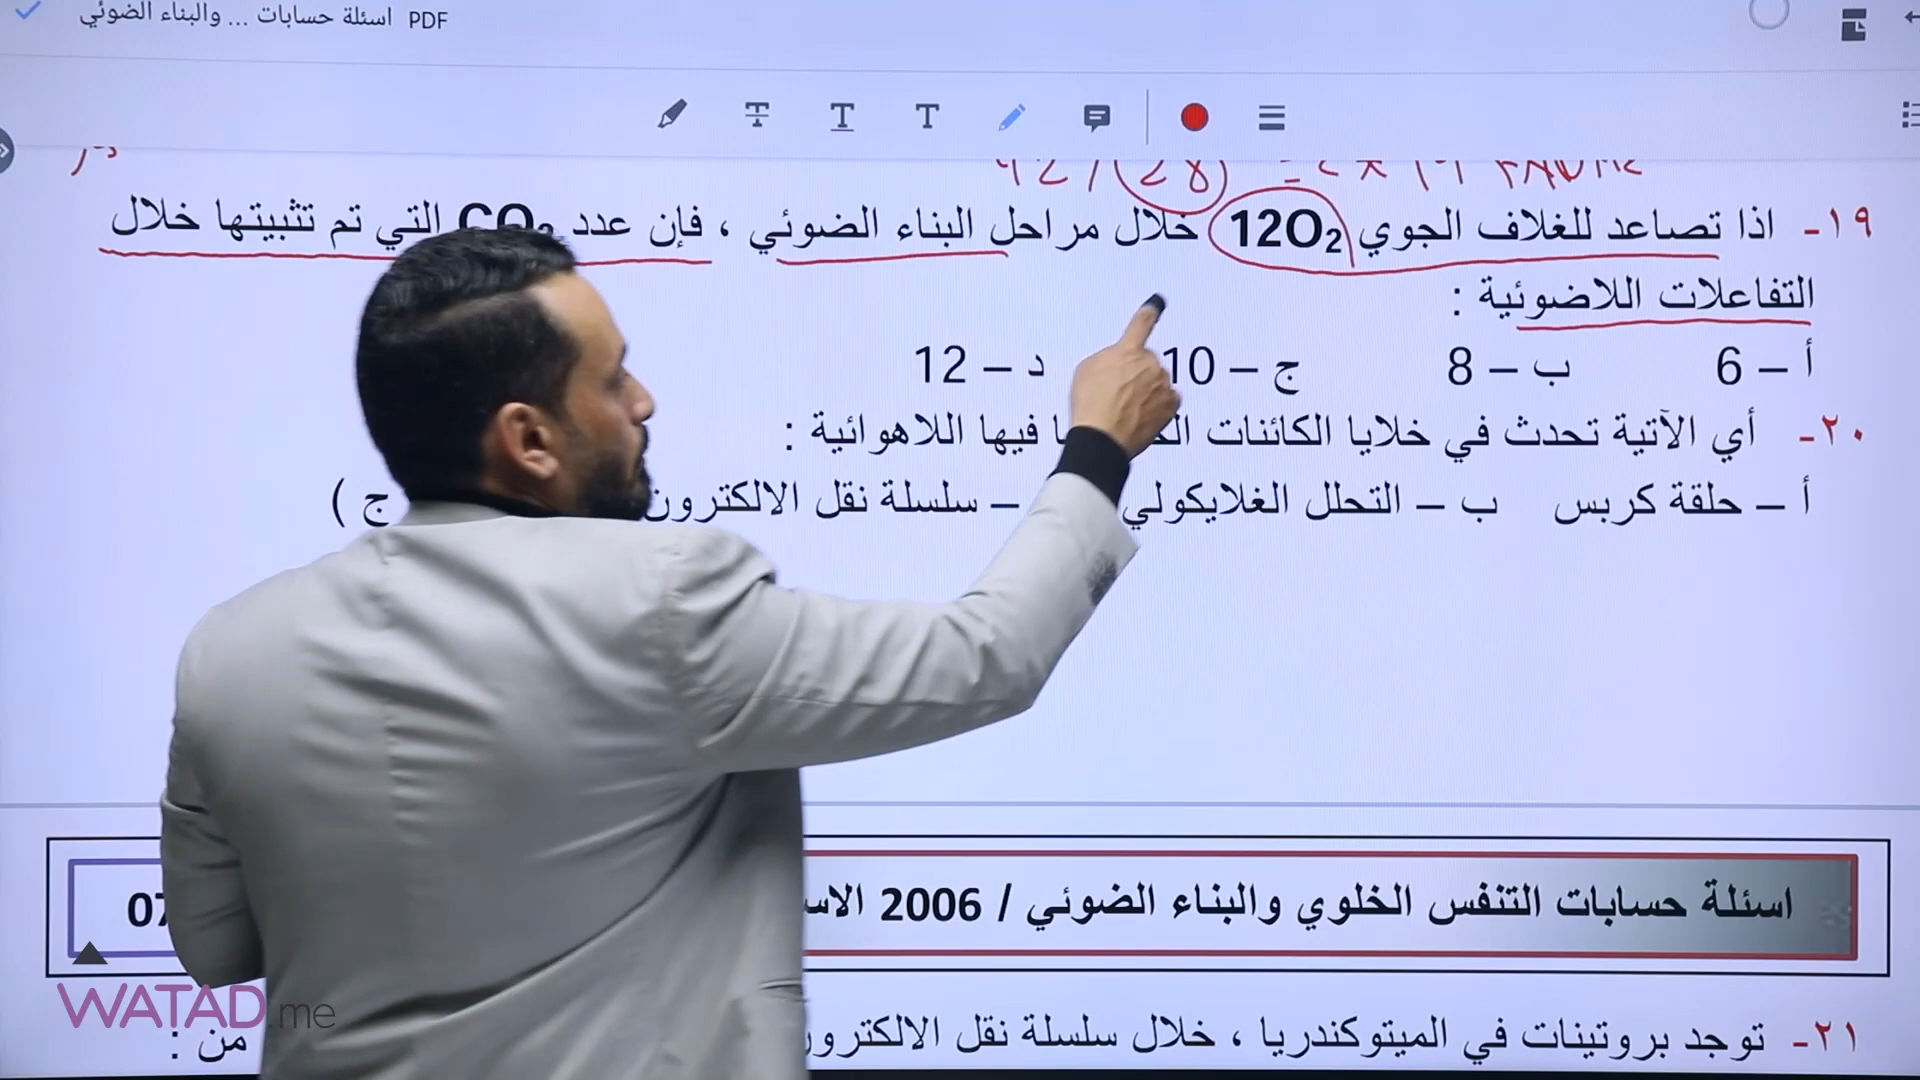 اسئلة حسابات ... والبناء الضوئي PDF
١٩- اذا تصاعد للغلاف الجوي 12O₂ خلال مراحل البناء الضوئي ، فإن عدد CO₂ التي تم تثبيتها خلال
التفاعلات اللاضوئية :
أ – 6 ب – 8 ج – 10 د – 12
٢٠- أي الآتية تحدث في خلايا الكائنات فيها اللاهوائية :
أ – حلقة كربس ب – التحلل الغلايكولي – سلسلة نقل الالكترون ج )
اسئلة حسابات التنفس الخلوي والبناء الضوئي / 2006 07
WATAD.me
٢١- توجد بروتينات في الميتوكندريا ، خلال سلسلة نقل الالكترون من :